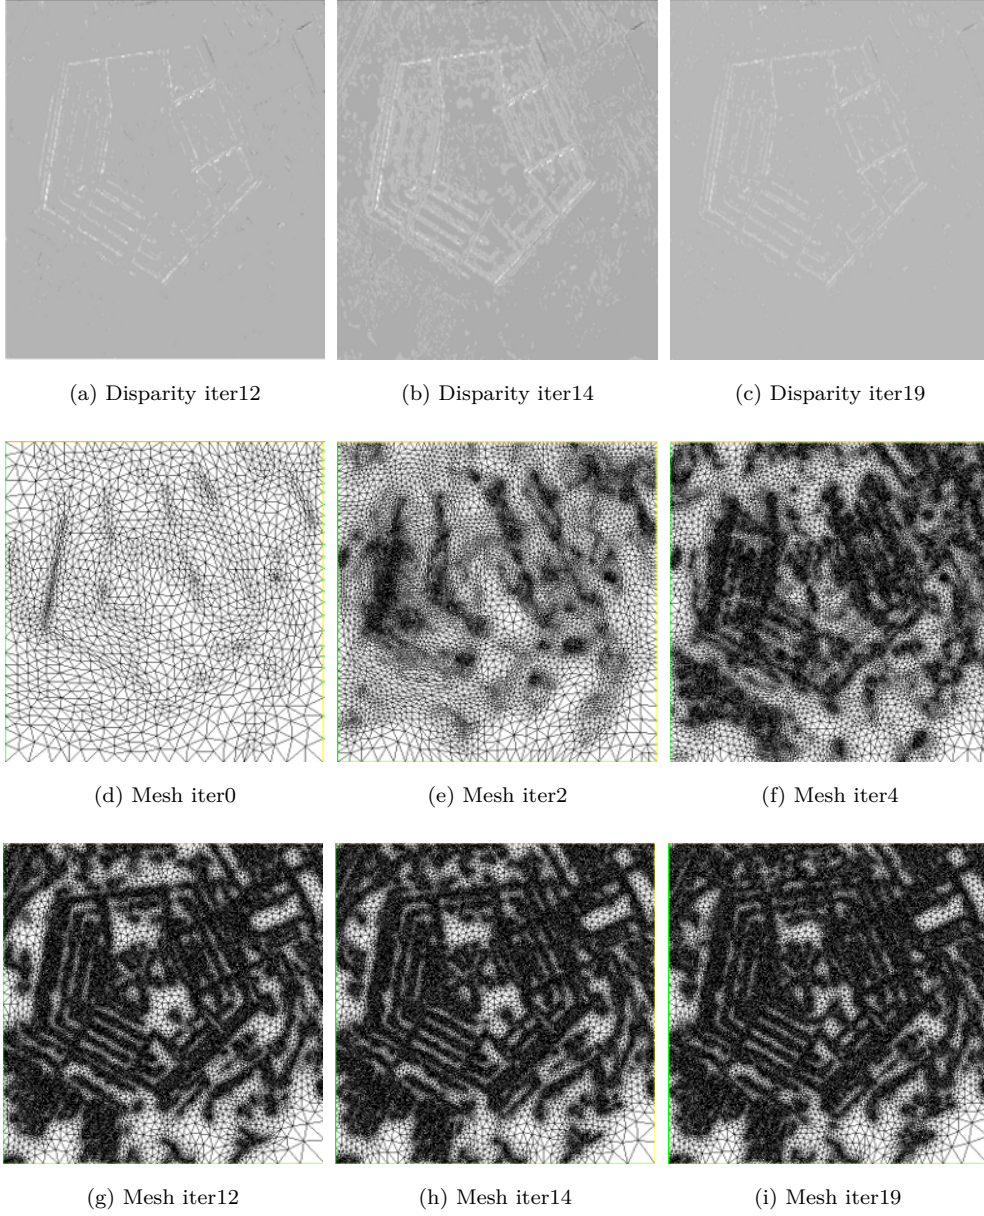 (a) Disparity iter12
(b) Disparity iter14
(c) Disparity iter19
(d) Mesh iter0
(e) Mesh iter2
(f) Mesh iter4
(g) Mesh iter12
(h) Mesh iter14
(i) Mesh iter19